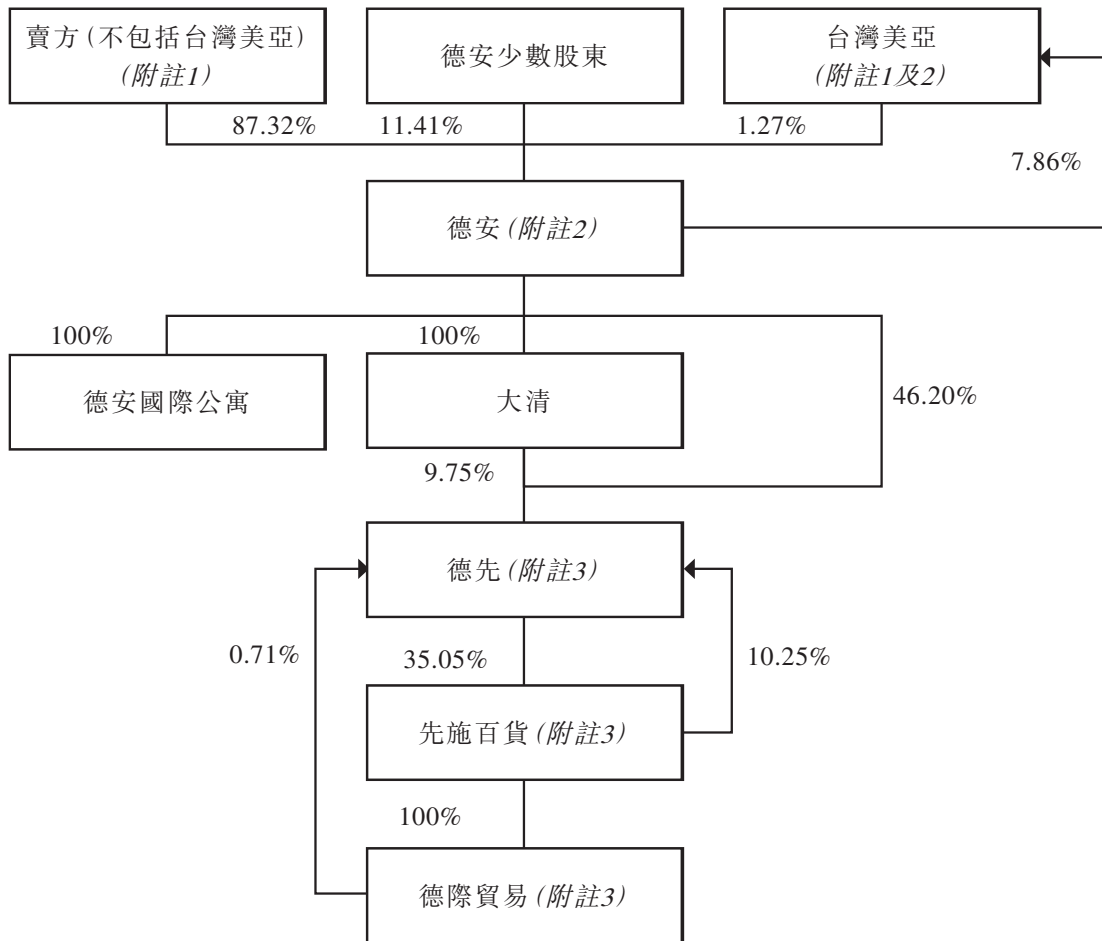 賣方(不包括台灣美亞)
(附註1)
德安少數股東
台灣美亞
(附註1及2)
87.32%
11.41%
1.27%
7.86%
德安(附註2)
100%
100%
德安國際公寓
大清
46.20%
9.75%
德先(附註3)
0.71%
35.05%
10.25%
先施百貨(附註3)
100%
德際貿易(附註3)